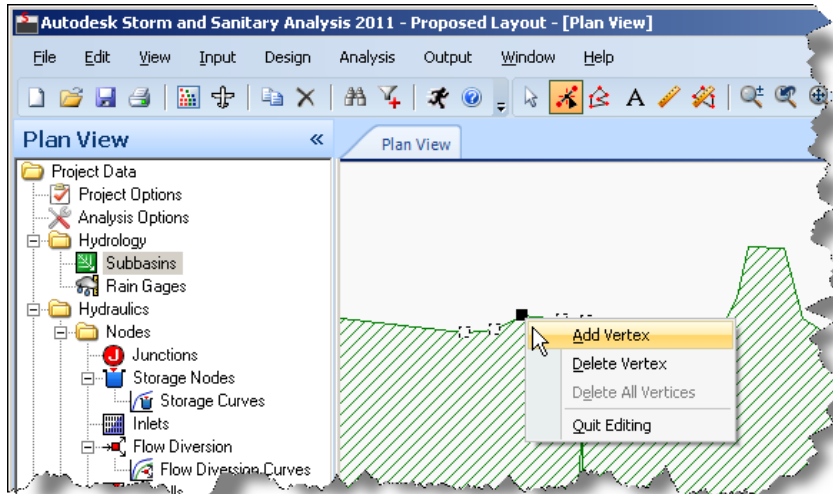 Autodesk Storm and Sanitary Analysis 2011 - Proposed Layout - [Plan View]
File Edit View Input Design Analysis Output Window Help
A
Plan View «
Plan View
Project Data
Project Options
Analysis Options
Hydrology
Subbasins
Rain Gages
Hydraulics
Nodes
J Junctions
Storage Nodes
Storage Curves
Inlets
Flow Diversion
Flow Diversion Curves
Add Vertex
Delete Vertex
Delete All Vertices
Quit Editing